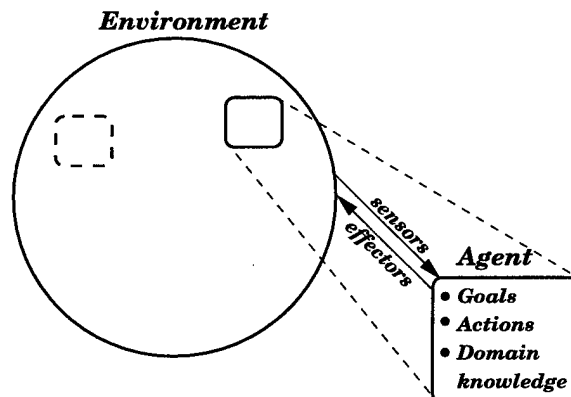 Environment
sensors
effectors
Agent
• Goals
• Actions
• Domain
knowledge